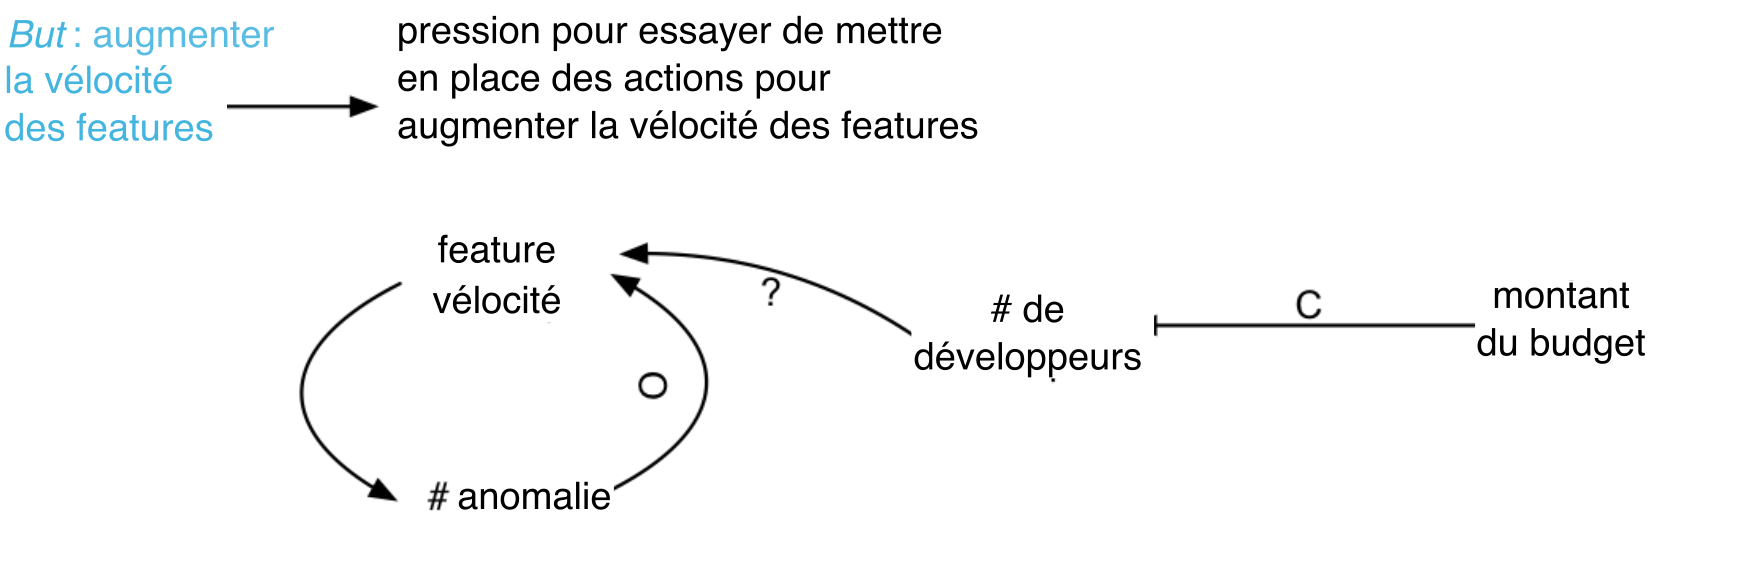 But : augmenter
la vélocité
des features
pression pour essayer de mettre
en place des actions pour
augmenter la vélocité des features
feature
vélocité
?
# de
développeurs
C
montant
du budget
O
# anomalie